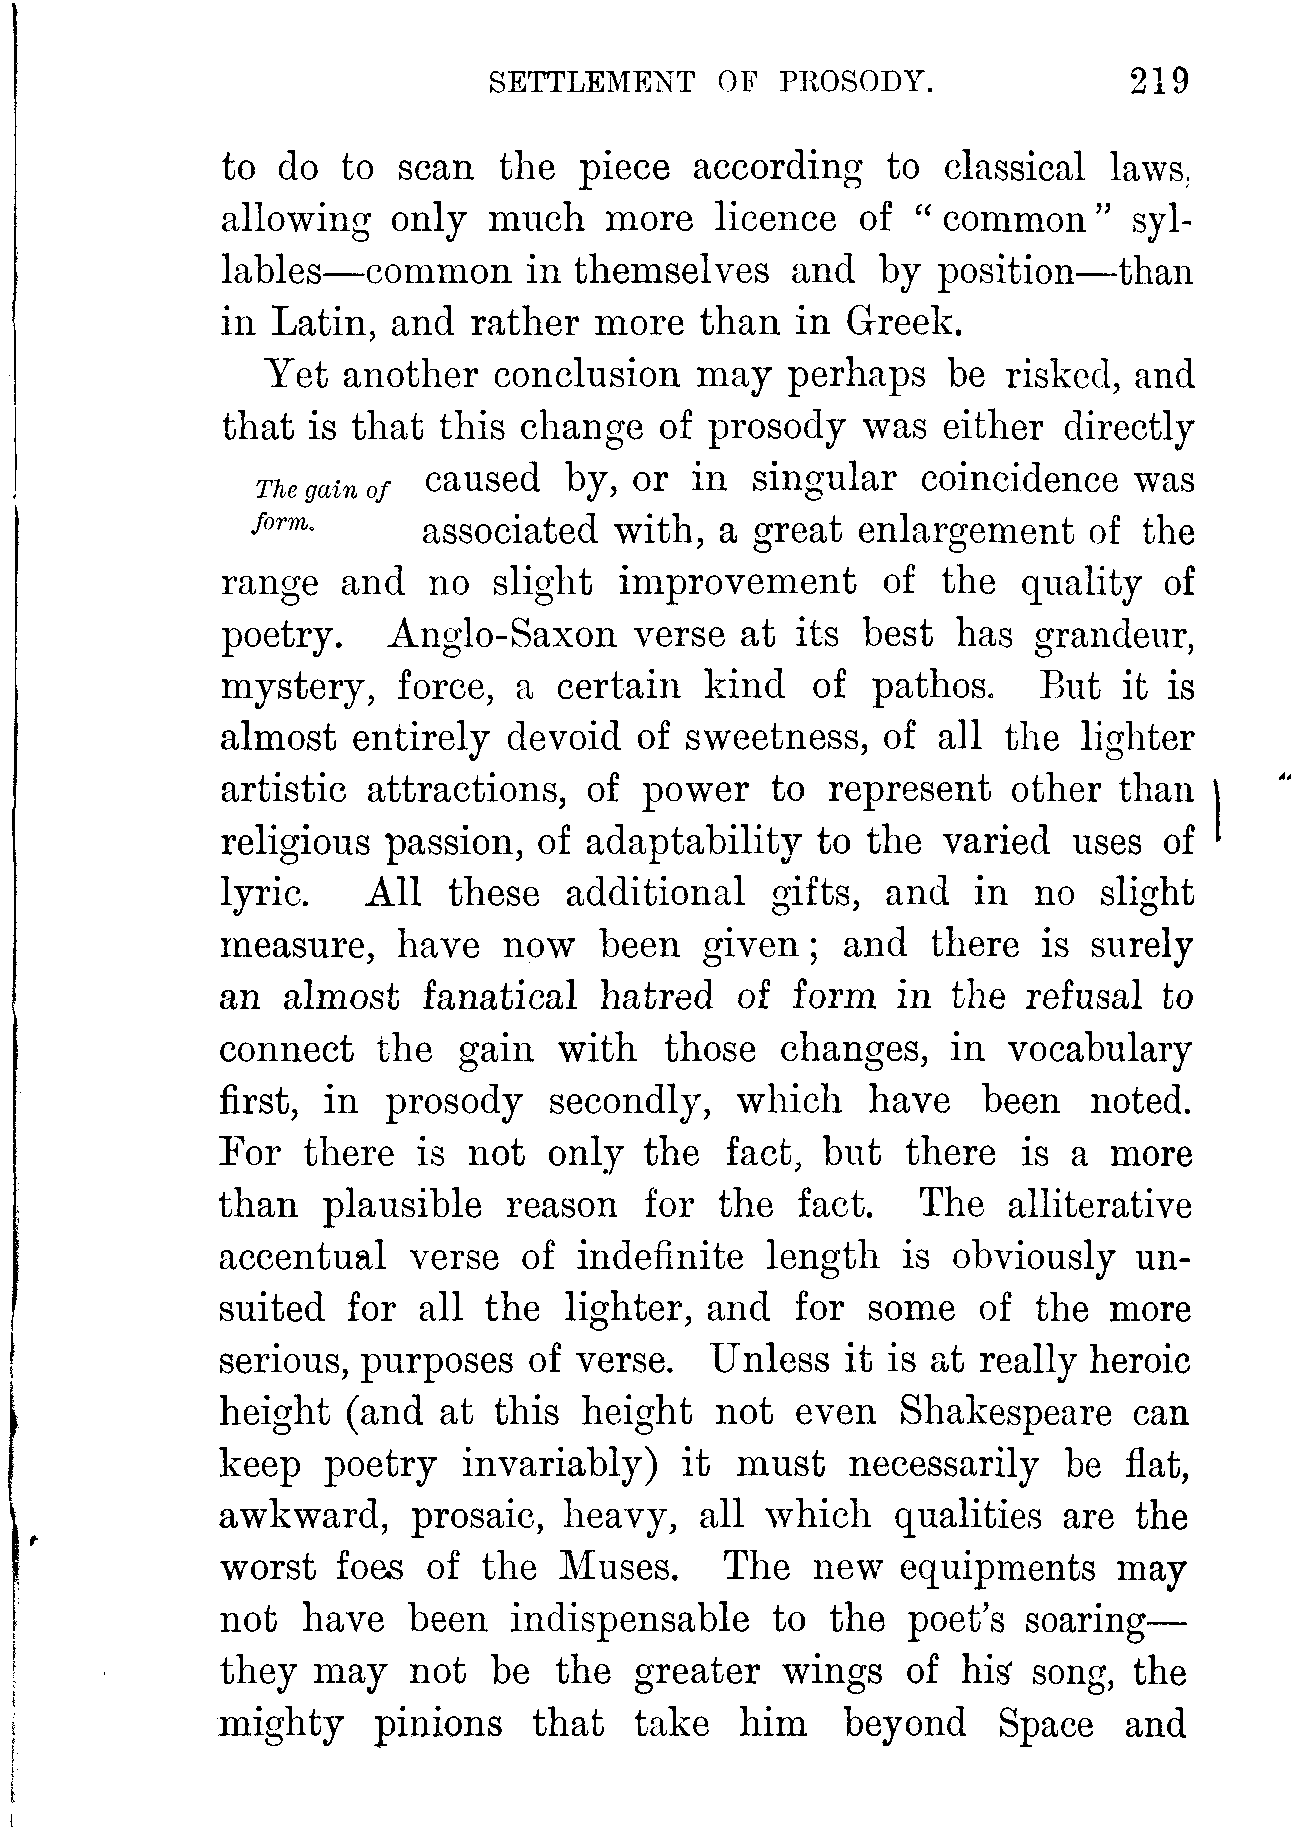 SETTLEMENT OF PROSODY. 219
to do to scan the piece according to classical laws,
allowing only much more licence of “common” syl-
lables—common in themselves and by position—than
in Latin, and rather more than in Greek.
Yet another conclusion may perhaps be risked, and
that is that this change of prosody was either directly
The gain of
form.
caused by, or in singular coincidence was
associated with, a great enlargement of the
range and no slight improvement of the quality of
poetry. Anglo-Saxon verse at its best has grandeur,
mystery, force, a certain kind of pathos. But it is
almost entirely devoid of sweetness, of all the lighter
artistic attractions, of power to represent other than
religious passion, of adaptability to the varied uses of
lyric. All these additional gifts, and in no slight
measure, have now been given; and there is surely
an almost fanatical hatred of form in the refusal to
connect the gain with those changes, in vocabulary
first, in prosody secondly, which have been noted.
For there is not only the fact, but there is a more
than plausible reason for the fact. The alliterative
accentual verse of indefinite length is obviously un-
suited for all the lighter, and for some of the more
serious, purposes of verse. Unless it is at really heroic
height (and at this height not even Shakespeare can
keep poetry invariably) it must necessarily be flat,
awkward, prosaic, heavy, all which qualities are the
worst foes of the Muses. The new equipments may
not have been indispensable to the poet's soaring—
they may not be the greater wings of his song, the
mighty pinions that take him beyond Space and